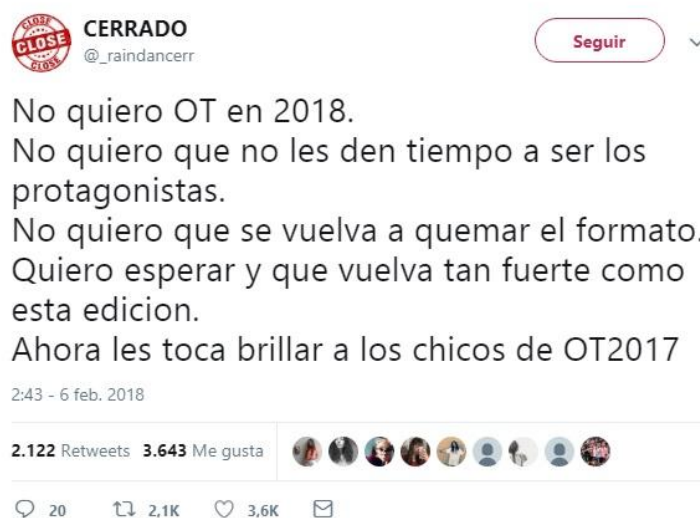 CLOSE
CLOSE
CLOSE
CERRADO
@_raindancerr
Seguir
No quiero OT en 2018.
No quiero que no les den tiempo a ser los
protagonistas.
No quiero que se vuelva a quemar el formato.
Quiero esperar y que vuelva tan fuerte como
esta edicion.
Ahora les toca brillar a los chicos de OT2017
2:43 - 6 feb. 2018
2.122 Retweets 3.643 Me gusta
20 2,1K 3,6K